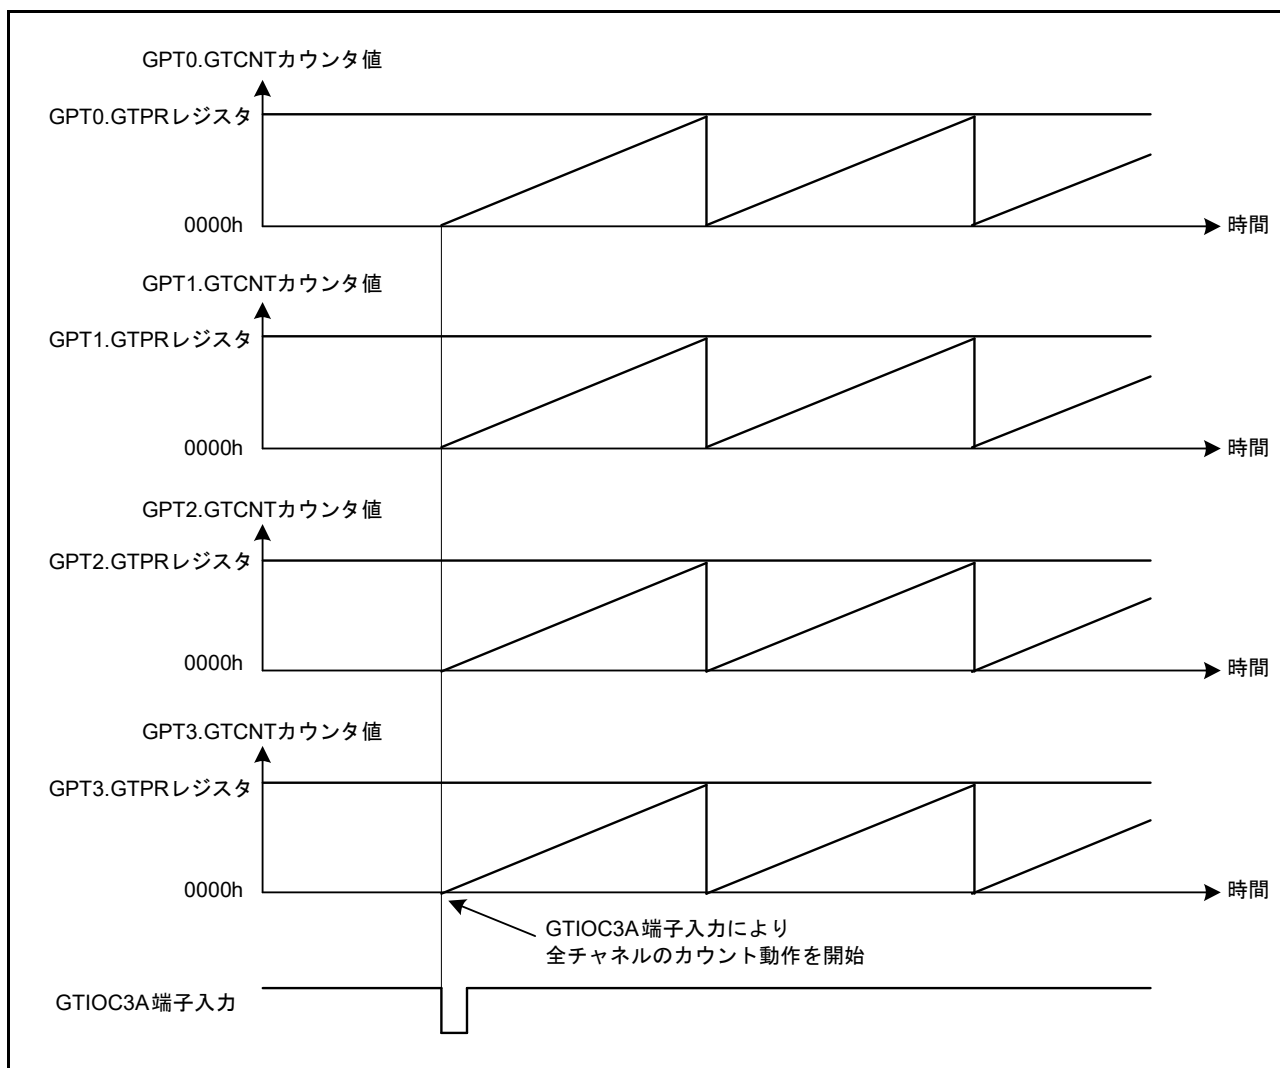 GPT0.GTCNTカウンタ値
GPT0.GTPRレジスタ
0000h
時間
GPT1.GTCNTカウンタ値
GPT1.GTPRレジスタ
0000h
時間
GPT2.GTCNTカウンタ値
GPT2.GTPRレジスタ
0000h
時間
GPT3.GTCNTカウンタ値
GPT3.GTPRレジスタ
0000h
時間
GTIOC3A端子入力により
全チャネルのカウント動作を開始
GTIOC3A端子入力